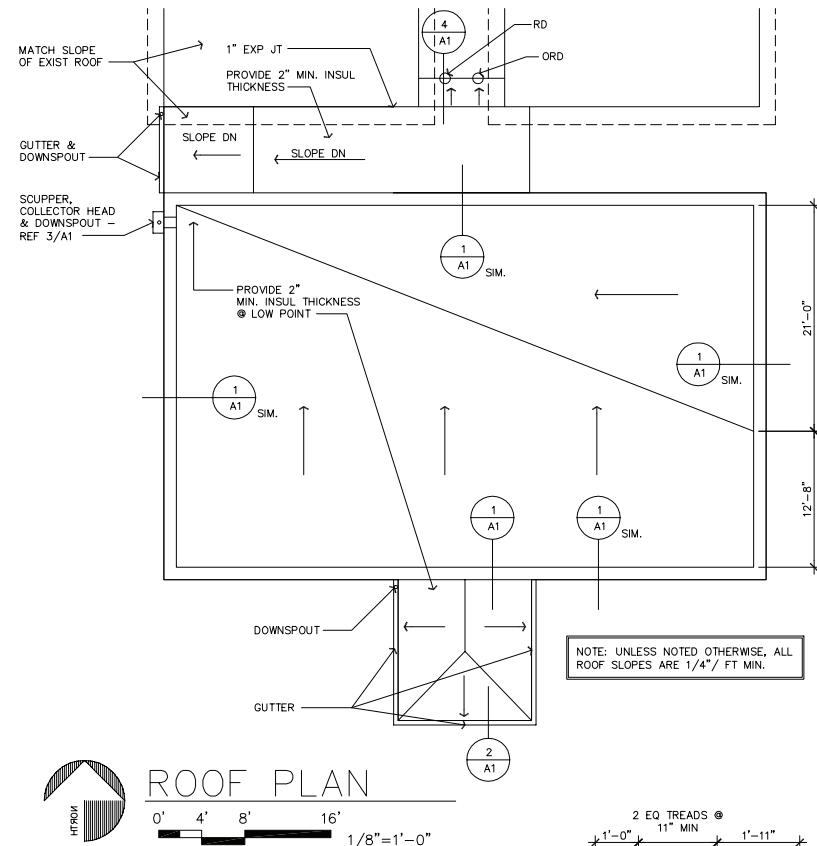 4
A1
RD
ORD
MATCH SLOPE
OF EXIST ROOF
1" EXP JT
PROVIDE 2" MIN. INSUL
THICKNESS
GUTTER &
DOWNSPOUT
SLOPE DN
SLOPE DN
SCUPPER,
COLLECTOR HEAD
& DOWNSPOUT –
REF 3/A1
1
A1
SIM.
PROVIDE 2"
MIN. INSUL THICKNESS
@ LOW POINT
21'-0"
1
A1
SIM.
1
A1
SIM.
12'-8"
1
A1
1
A1
SIM.
DOWNSPOUT
NOTE: UNLESS NOTED OTHERWISE, ALL
ROOF SLOPES ARE 1/4"/ FT MIN.
GUTTER
2
A1
NORTH
ROOF PLAN
0' 4' 8' 16'
1/8"=1'-0"
2 EQ TREADS @
11" MIN
1'-0" 1'-11"